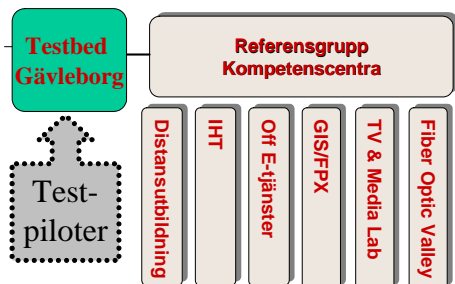 Testbed
Gävleborg
Referensgrupp
Kompetenscentra
Test-
piloter
Distansutbildning
IHT
Off E-tjänster
GIS/FPX
TV & Media Lab
Fiber Optic Valley